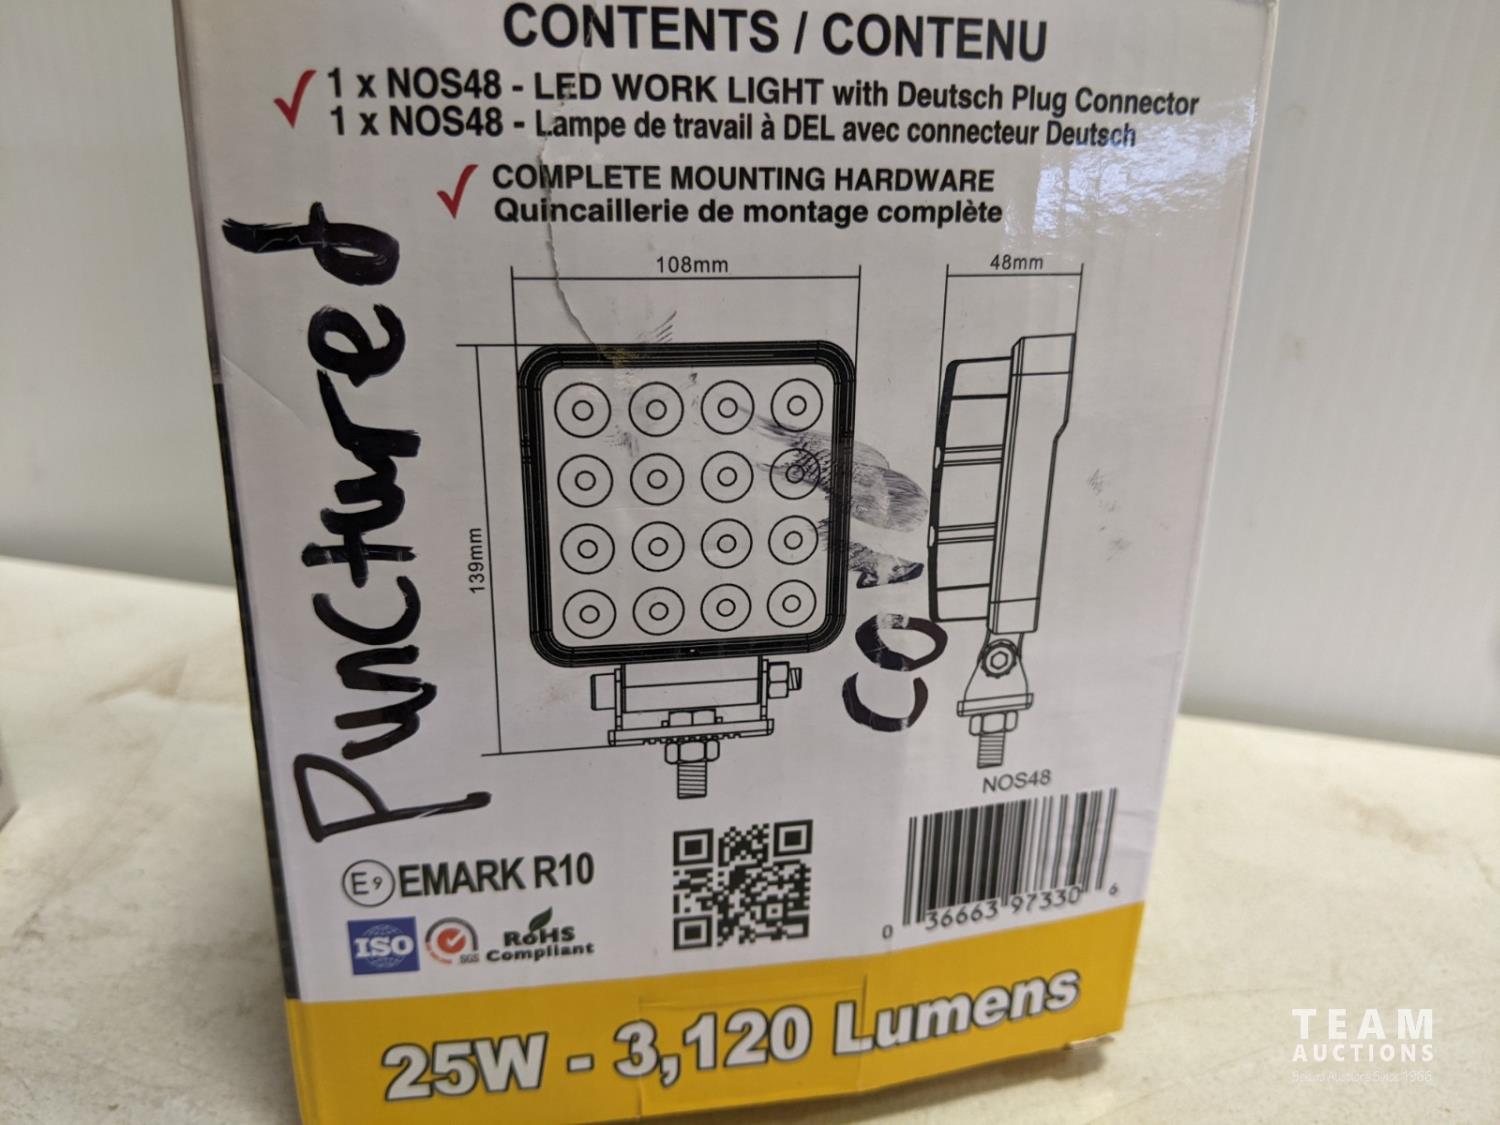 CONTENTS / CONTENU
1 x NOS48 - LED WORK LIGHT with Deutsch Plug Connector
1 x NOS48 - Lampe de travail à DEL avec connecteur Deutsch
COMPLETE MOUNTING HARDWARE
Quincaillerie de montage complète
108mm
48mm
139mm
Punctured
NOS48
E9 EMARK R10
ISO
SGS
RoHS
Compliant
0 36663 97330 6
25W - 3,120 Lumens
TEAM
AUCTIONS